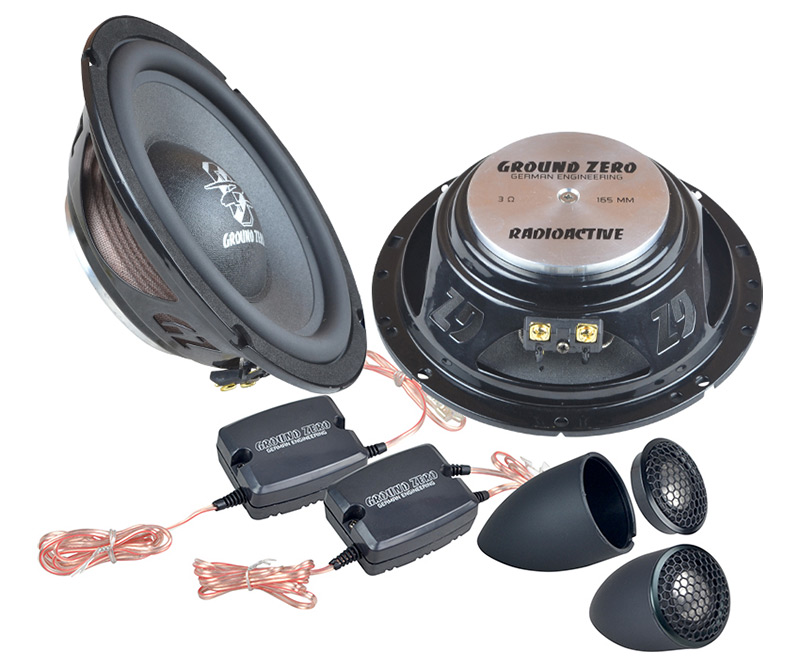 GROUND ZERO
GZ
GROUND ZERO
GERMAN ENGINEERING
3 Ω 165 MM
RADIOACTIVE
GZ
GZ
GROUND ZERO
GERMAN ENGINEERING
GROUND ZERO
GERMAN ENGINEERING